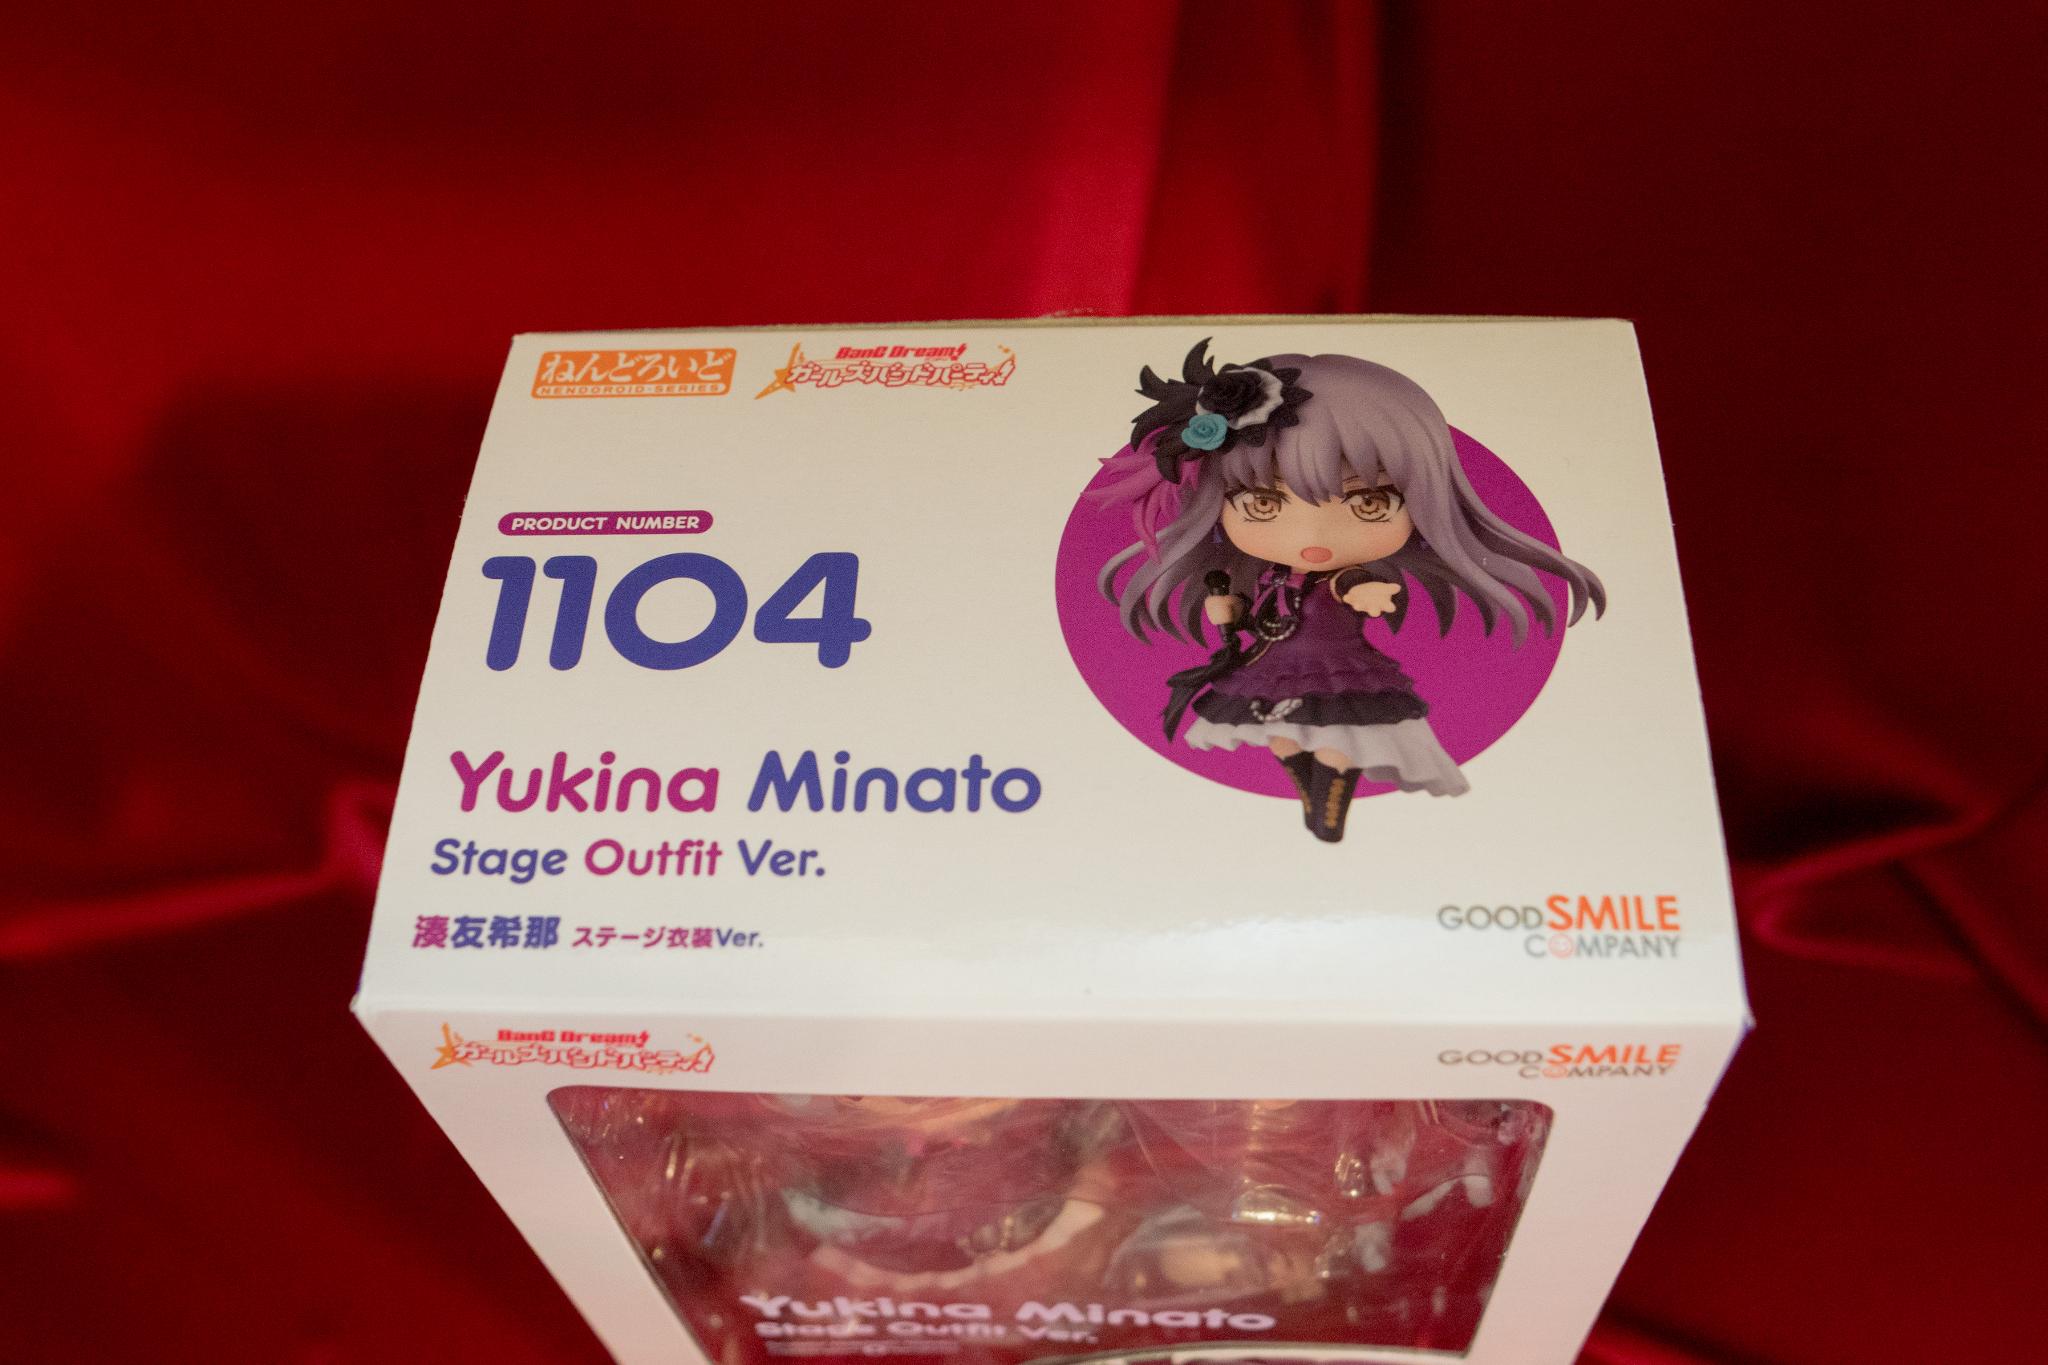 ねんどろいど
NENDOROID・SERIES
BanG Dream!
ガールズバンドパーティ!
PRODUCT NUMBER
1104
Yukina Minato
Stage Outfit Ver.
湊友希那 ステージ衣装Ver.
GOOD SMILE
COMPANY
BanG Dream!
ガールズバンドパーティ!
GOOD SMILE
COMPANY
Yukina Minato
Stage Outfit Ver.